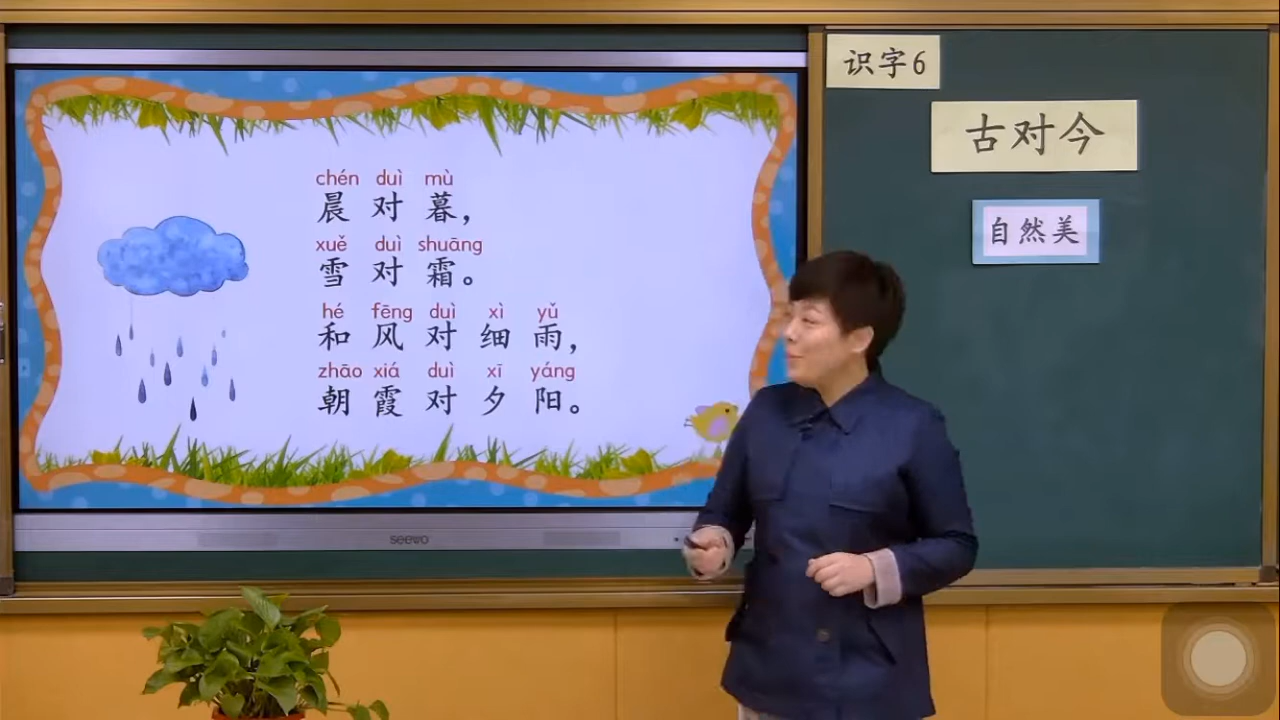 chén duì mù
晨对暮，
xuě duì shuāng
雪对霜。
hé fēng duì xì yǔ
和风对细雨，
zhāo xiá duì xī yáng
朝霞对夕阳。
seewo
识字6
古对今
自然美